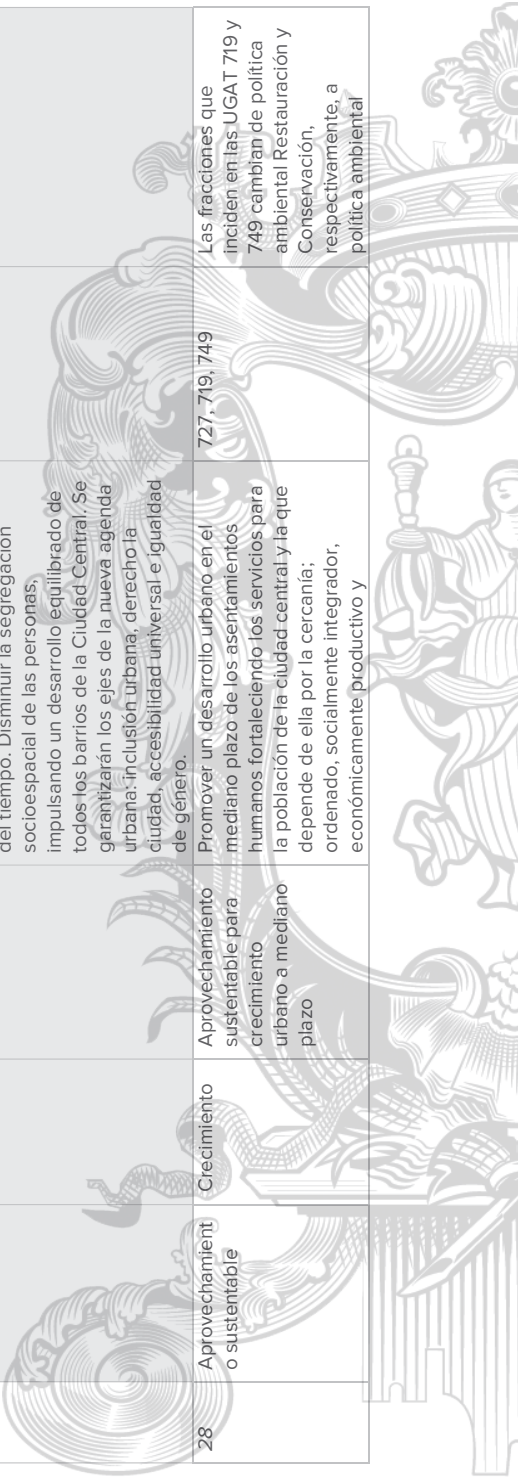 del tiempo. Disminuir la segregación
socioespacial de las personas,
impulsando un desarrollo equilibrado de
todos los barrios de la Ciudad Central. Se
garantizarán los ejes de la nueva agenda
urbana: inclusión urbana, derecho la
ciudad, accesibilidad universal e igualdad
de género.
28
Aprovechamient
o sustentable
Crecimiento
Aprovechamiento
sustentable para
crecimiento
urbano a mediano
plazo
Promover un desarrollo urbano en el
mediano plazo de los asentamientos
humanos fortaleciendo los servicios para
la población de la ciudad central y la que
depende de ella por la cercanía;
ordenado, socialmente integrador,
económicamente productivo y
727, 719, 749
Las fracciones que
inciden en las UGAT 719 y
749 cambian de política
ambiental Restauración y
Conservación,
respectivamente, a
política ambiental